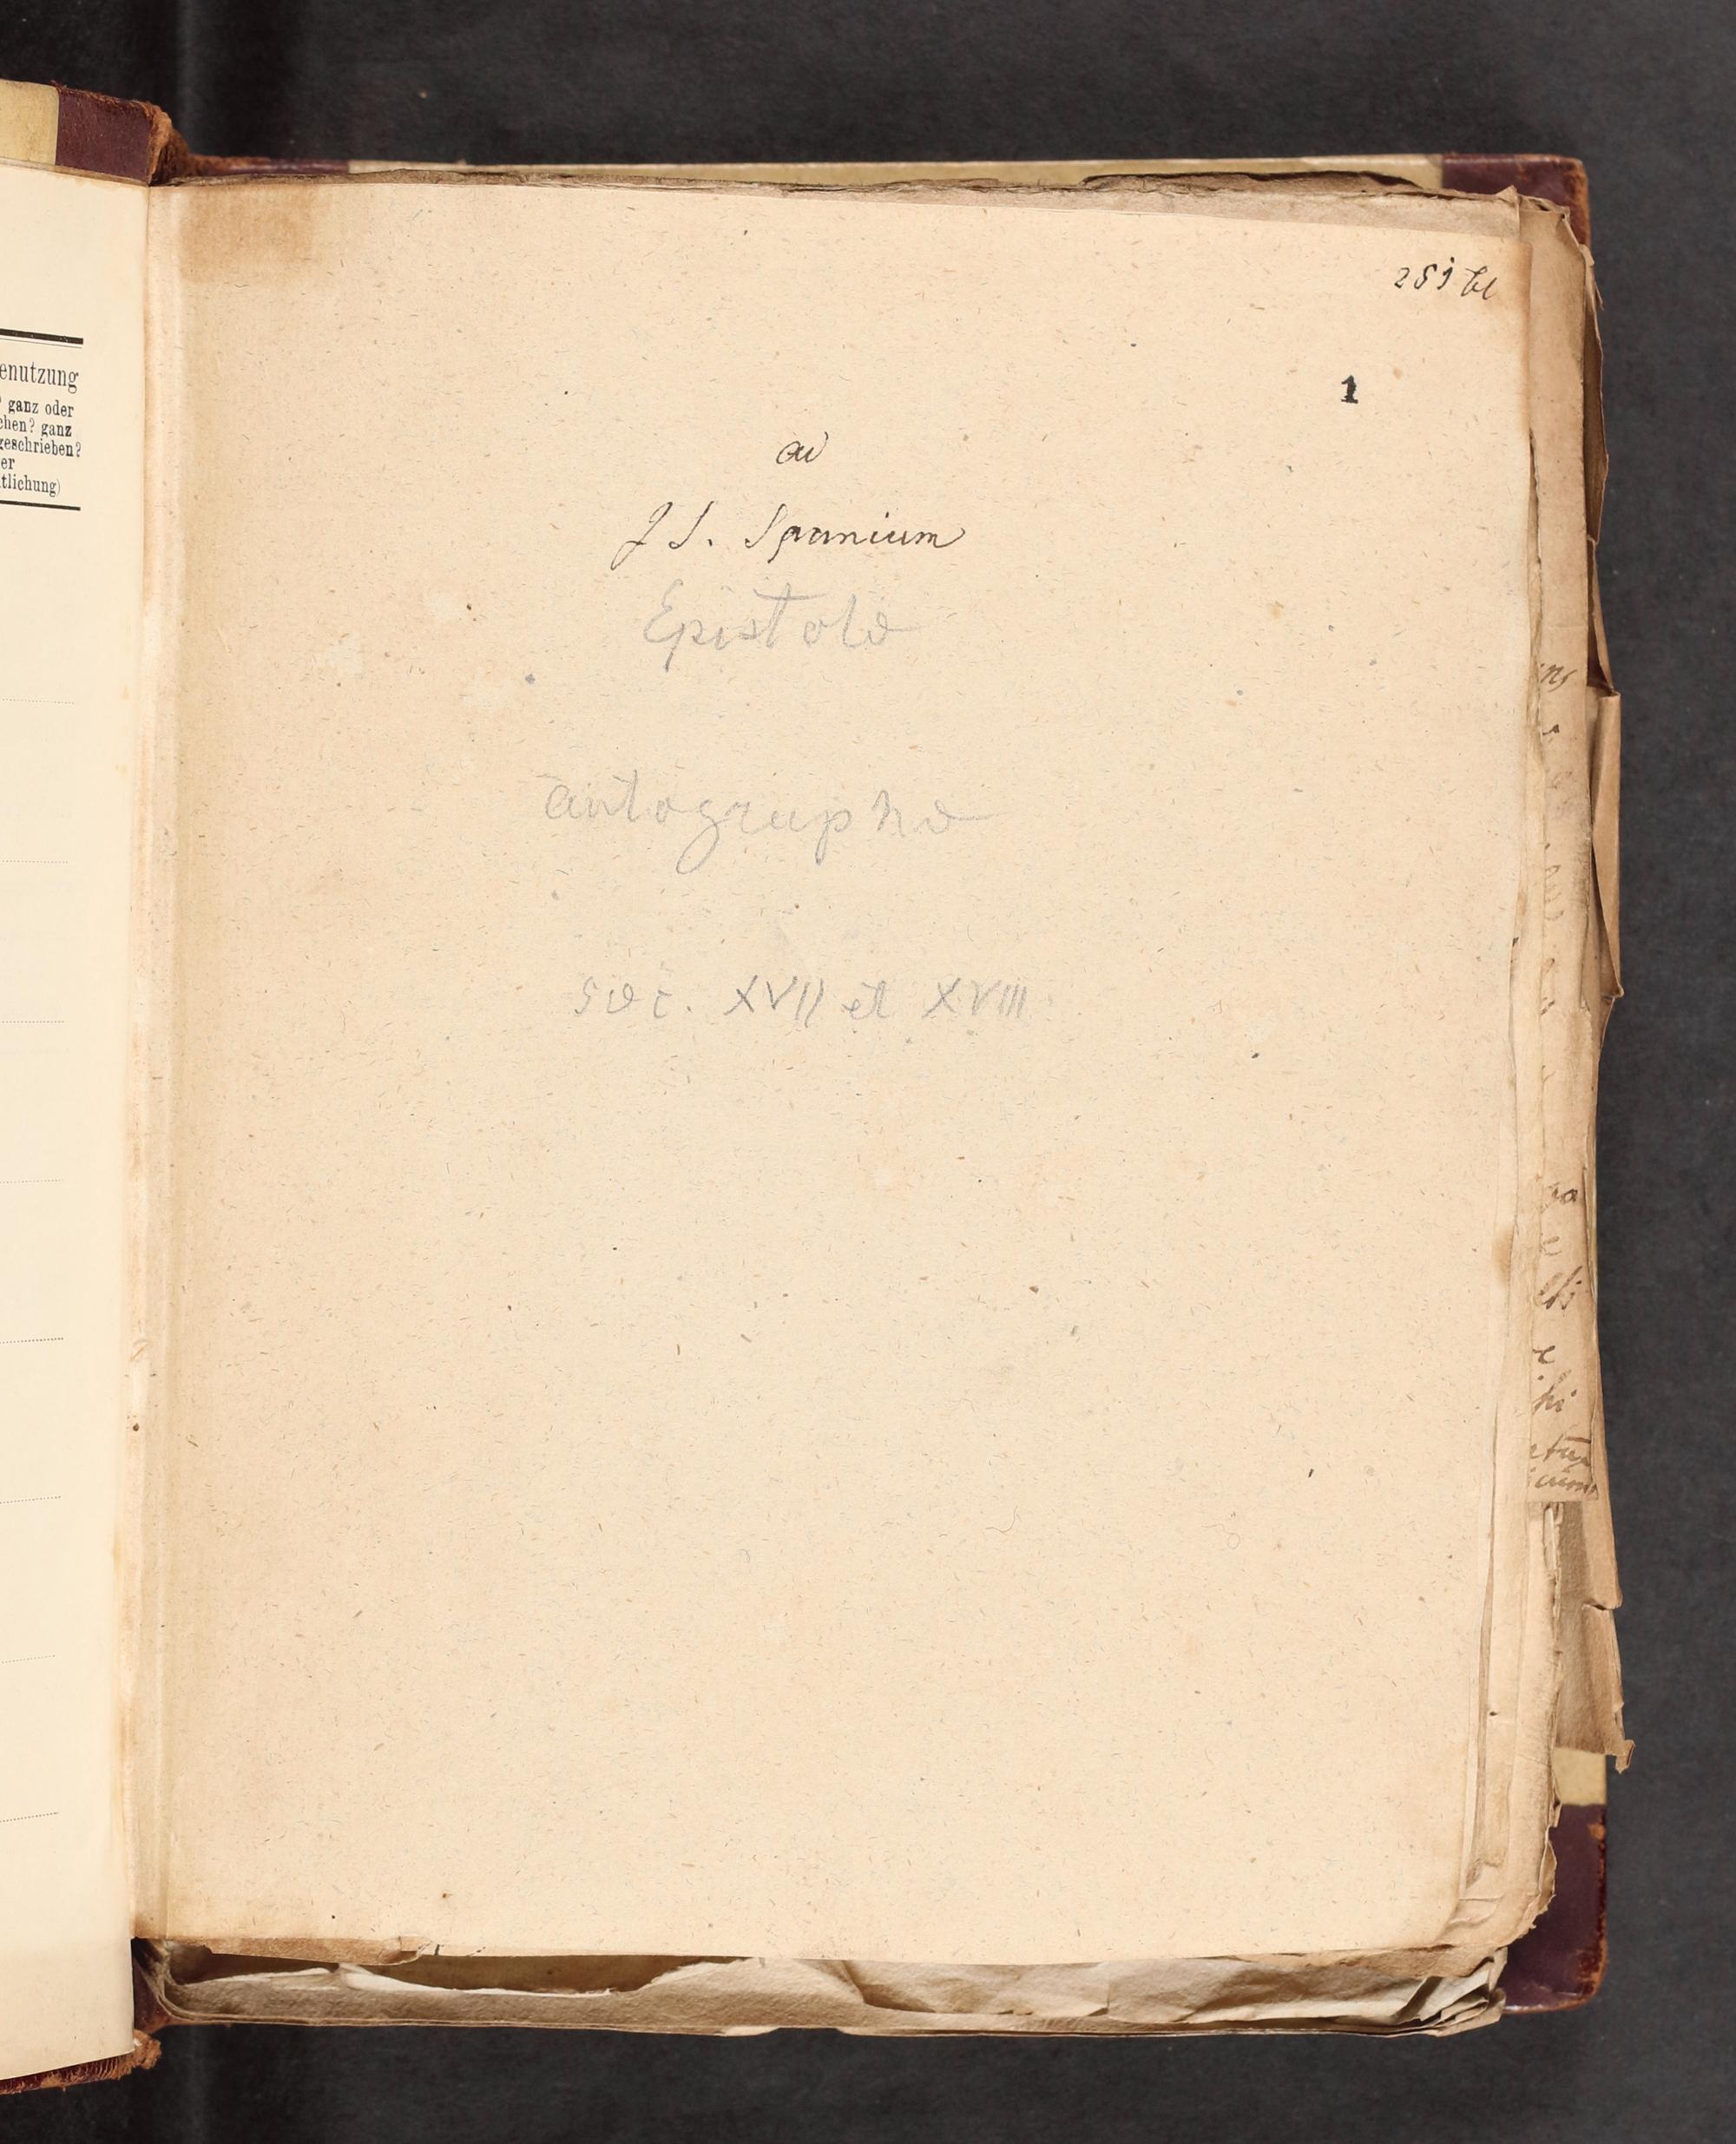 enutzung
ganz oder
chen? ganz
geschrieben?
er
tlichung)
251 Bl
1
ad
J S. Spanium
Epistolae
autographae
saec. XVII et XVIII